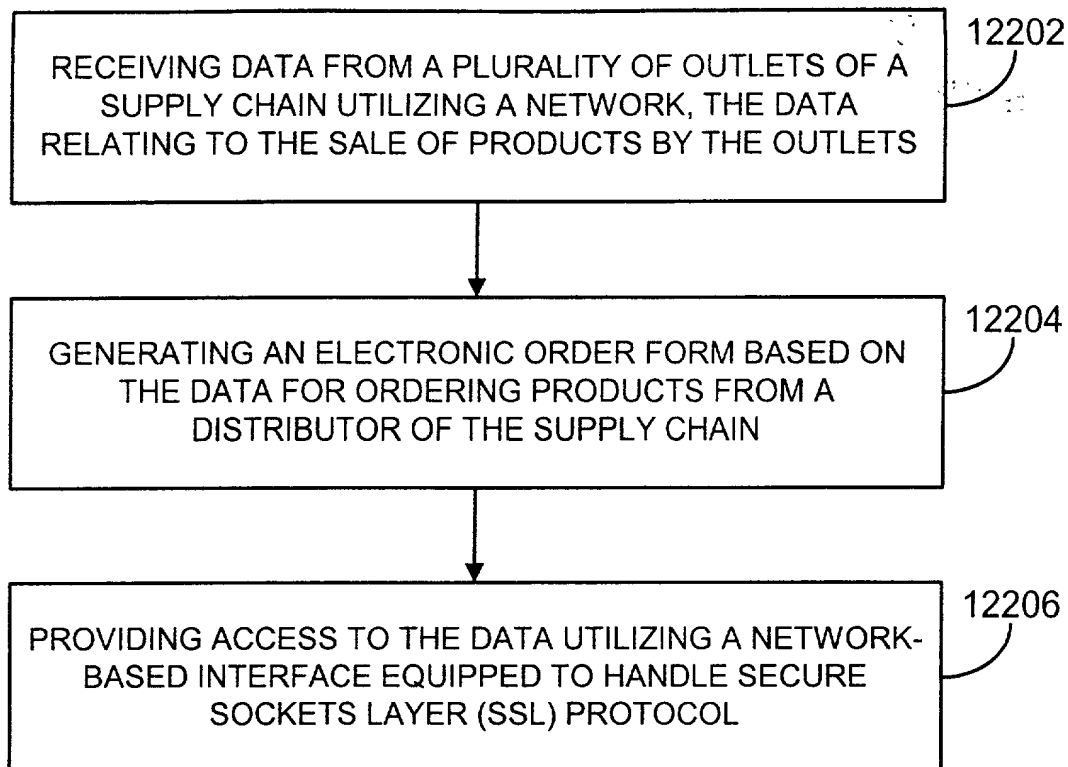 12202
RECEIVING DATA FROM A PLURALITY OF OUTLETS OF A
SUPPLY CHAIN UTILIZING A NETWORK, THE DATA
RELATING TO THE SALE OF PRODUCTS BY THE OUTLETS
12204
GENERATING AN ELECTRONIC ORDER FORM BASED ON
THE DATA FOR ORDERING PRODUCTS FROM A
DISTRIBUTOR OF THE SUPPLY CHAIN
12206
PROVIDING ACCESS TO THE DATA UTILIZING A NETWORK-
BASED INTERFACE EQUIPPED TO HANDLE SECURE
SOCKETS LAYER (SSL) PROTOCOL